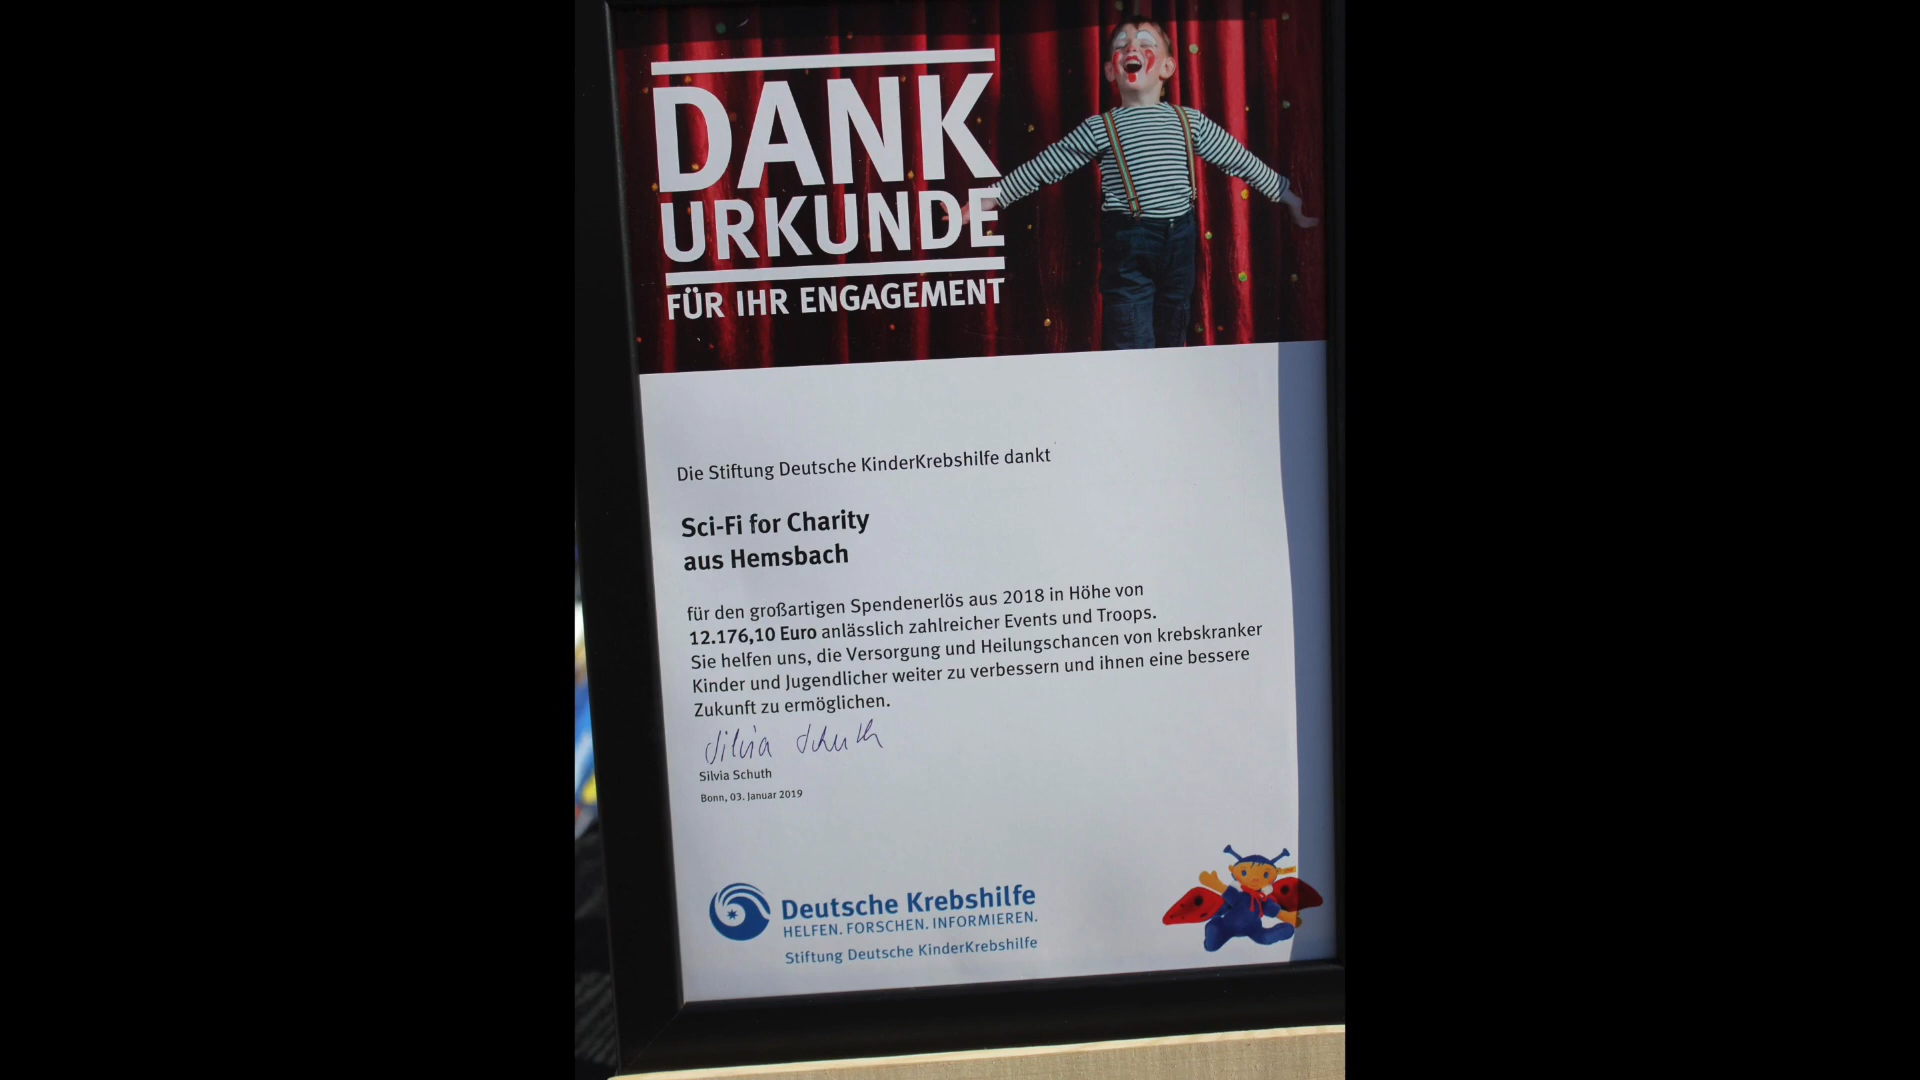 DANK
URKUNDE
FÜR IHR ENGAGEMENT
Die Stiftung Deutsche KinderKrebshilfe dankt
Sci-Fi for Charity
aus Hemsbach
für den großartigen Spendenerlös aus 2018 in Höhe von
12.176,10 Euro anlässlich zahlreicher Events und Troops.
Sie helfen uns, die Versorgung und Heilungschancen von krebskranker
Kinder und Jugendlicher weiter zu verbessern und ihnen eine bessere
Zukunft zu ermöglichen.
Silvia Schuth
Silvia Schuth
Bonn, 03. Januar 2019
Deutsche Krebshilfe
HELFEN. FORSCHEN. INFORMIEREN.
Stiftung Deutsche KinderKrebshilfe